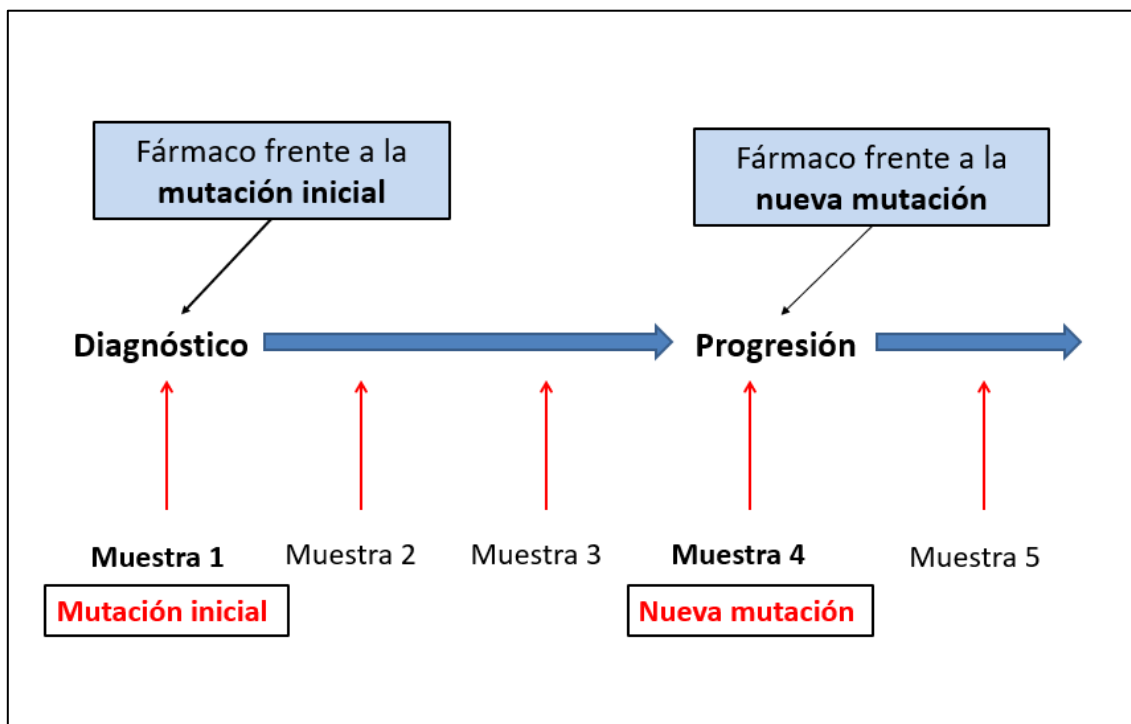 Fármaco frente a la
mutación inicial
Fármaco frente a la
nueva mutación
Diagnóstico
Progresión
Muestra 1
Muestra 2
Muestra 3
Muestra 4
Muestra 5
Mutación inicial
Nueva mutación